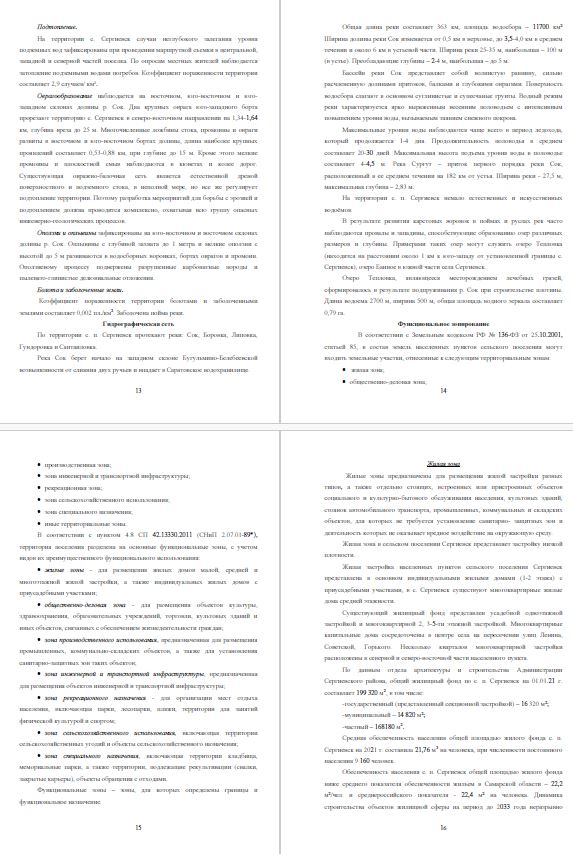 Подтопление.
На территории с. Сергиевск случаи неглубокого залегания уровня
подземных вод зафиксированы при проведении маршрутной съемки в центральной,
западной и северной частей поселка. По опросам местных жителей наблюдается
затопление подземными водами погребов. Коэффициент пораженности территории
составляет 2,9 случаев/ км².
Оврагообразование наблюдается на восточном, юго-восточном и юго-
западном склонах долины р. Сок. Два крупных оврага юго-западного борта
прорезают территорию с. Сергиевск в северо-восточном направлении на 1,34-1,64
км, глубина вреза до 25 м. Многочисленные ложбины стока, промоины и овраги
развиты в восточном и юго-восточном бортах долины, длина наиболее крупных
промоений составляет 0,53-0,88 км, при глубине до 15 м. Кроме этого мелкие
промоины и плоскостной смыв наблюдаются в кюветах и колее дорог.
Существующая овражно-балочная сеть является естественной дреной
поверхностного и подземного стока, в неполной мере, но все же регулирует
подтопление территории. Поэтому разработка мероприятий для борьбы с эрозией и
подтоплением должна проводится комплексно, охватывая всю группу опасных
инженерно-геологических процессов.
Оползни и оплывины зафиксированы на юго-восточном и восточном склонах
долины р. Сок. Оплывины с глубиной захвата до 1 метра и мелкие оползни с
высотой до 5 м развиваются в водосборных воронках, бортах оврагов и промоин.
Оползневому процессу подвержены разрушенные карбонатные породы и
пылевато-глинистые делювиальные отложения.
Болота и заболоченные земли.
Коэффициент пораженности территории болотами и заболоченными
землями составляет 0,002 шт./км². Заболочена пойма реки.
Гидрографическая сеть
По территории с. п. Сергиевск протекают реки: Сок, Боровка, Липовка,
Гундоровка и Сантаиловка.
Река Сок берет начало на западном склоне Бугульмино-Белебеевской
возвышенности от слияния двух ручьев и впадает в Саратовское водохранилище.
13
Общая длина реки составляет 363 км, площадь водосбора – 11700 км²
Ширина долины реки Сок изменяется от 0,5 км в верховье, до 3,5-4,0 км в среднем
течении и около 6 км в устьевой части. Ширина реки 25-35 м, наибольшая – 100 м
(в устье). Преобладающие глубины – 2-4 м, наибольшая – до 5 м.
Бассейн реки Сок представляет собой волнистую равнину, сильно
расчлененную долинами притоков, балками и глубокими оврагами. Поверхность
водосбора слагают в основном суглинистые и супесчаные грунты. Водный режим
реки характеризуется ярко выраженным весенним половодьем с интенсивным
повышением уровня воды, вызываемым таянием снежного покрова.
Максимальные уровни воды наблюдаются чаще всего в период ледохода,
который продолжается 1-4 дня. Продолжительность половодья в среднем
составляет 20-30 дней. Максимальная высота подъема уровня воды в половодье
составляет 4-4,5 м. Река Сургут – приток первого порядка реки Сок,
расположенный в ее среднем течении на 182 км от устья. Ширина реки - 27,5 м,
максимальная глубина – 2,83 м.
На территории с. п. Сергиевск немало естественных и искусственных
водоёмов.
В результате развития карстовых воронок в поймах и руслах рек часто
наблюдаются провалы и западины, способствующие образованию озер различных
размеров и глубины. Примерами таких озер могут служить озеро Тепловка
(находится на расстоянии около 1 км к юго-западу от установленной границы с.
Сергиевск), озеро Банное в южной части села Сергиевск.
Озеро Тепловка, являющееся месторождением лечебных грязей,
сформировалось в результате подпруживания р. Сок при строительстве плотины.
Длина водоема 2700 м, ширина 500 м, общая площадь водного зеркала составляет
0,79 га.
Функциональное зонирование
В соответствии с Земельным кодексом РФ № 136-ФЗ от 25.10.2001,
статьей 85, в состав земель населенных пунктов сельского поселения могут
входить земельные участки, отнесенные к следующим территориальным зонам:
• жилая зона;
• общественно-деловая зона;
14
• производственная зона;
• зона инженерной и транспортной инфраструктуры;
• рекреационная зона;
• зона сельскохозяйственного использования;
• зона специального назначения;
• иные территориальные зоны.
В соответствии с пунктом 4.8 СП 42.13330.2011 (СНиП 2.07.01-89*),
территория поселения разделена на основные функциональные зоны, с учетом
видов их преимущественного функционального использования:
• жилые зоны - для размещения жилых домов малой, средней и
многоэтажной жилой застройки, а также индивидуальных жилых домов с
приусадебными участками;
• общественно-деловая зона - для размещения объектов культуры,
здравоохранения, образовательных учреждений, торговли, культовых зданий и
иных объектов, связанных с обеспечением жизнедеятельности граждан;
• зона производственного использования, предназначенная для размещения
промышленных, коммунально-складских объектов, а также для установления
санитарно-защитных зон таких объектов;
• зона инженерной и транспортной инфраструктуры, предназначенная
для размещения объектов инженерной и транспортной инфраструктуры;
• зона рекреационного назначения - для организации мест отдыха
населения, включающая парки, лесопарки, пляжи, территории для занятий
физической культурой и спортом;
• зона сельскохозяйственного использования, включающая территории
сельскохозяйственных угодий и объекты сельскохозяйственного назначения;
• зона специального назначения, включающая территории кладбища,
мемориальные парки, а также территории, подлежащие рекультивации (свалки,
закрытые карьеры), объекты обращения с отходами.
Функциональные зоны – зоны, для которых определены границы и
функциональное назначение.
15
Жилая зона
Жилые зоны предназначены для размещения жилой застройки разных
типов, а также отдельно стоящих, встроенных или пристроенных объектов
социального и культурно-бытового обслуживания населения, культовых зданий,
стоянок автомобильного транспорта, промышленных, коммунальных и складских
объектов, для которых не требуется установление санитарно- защитных зон и
деятельность которых не оказывает вредное воздействие на окружающую среду.
Жилая зона в сельском поселении Сергиевск представляет застройку низкой
плотности.
Жилая застройка населенных пунктов сельского поселения Сергиевск
представлена в основном индивидуальными жилыми домами (1-2 этажа) с
приусадебными участками, в с. Сергиевск существуют многоквартирные жилые
дома средней этажности.
Существующий жилищный фонд представлен усадебной одноэтажной
застройкой и многоквартирной 2, 3-5-ти этажной застройкой. Многоквартирные
капитальные дома сосредоточены в центре села на пересечении улиц Ленина,
Советской, Горького. Несколько кварталов многоквартирной застройки
расположены в северной и северо-восточной части населенного пункта.
По данным отдела архитектуры и строительства Администрации
Сергиевского района, общий жилищный фонд по с. п. Сергиевск на 01.01.21 г.
составляет 199 320 м², в том числе:
-государственный (представленный секционной застройкой) – 16 320 м²;
-муниципальный – 14 820 м²;
-частный – 168180 м².
Средняя обеспеченность населения общей площадью жилого фонда с. п.
Сергиевск на 2021 г. составила 21,76 м² на человека, при численности постоянного
населения 9 160 человек.
Обеспеченность населения с. п. Сергиевск общей площадью жилого фонда
ниже среднего показателя обеспеченности жильем в Самарской области – 22,2
м²/чел и среднероссийского показателя - 22,4 м² на человека. Динамика
строительства объектов жилищной сферы на период до 2033 года неразрывно
16